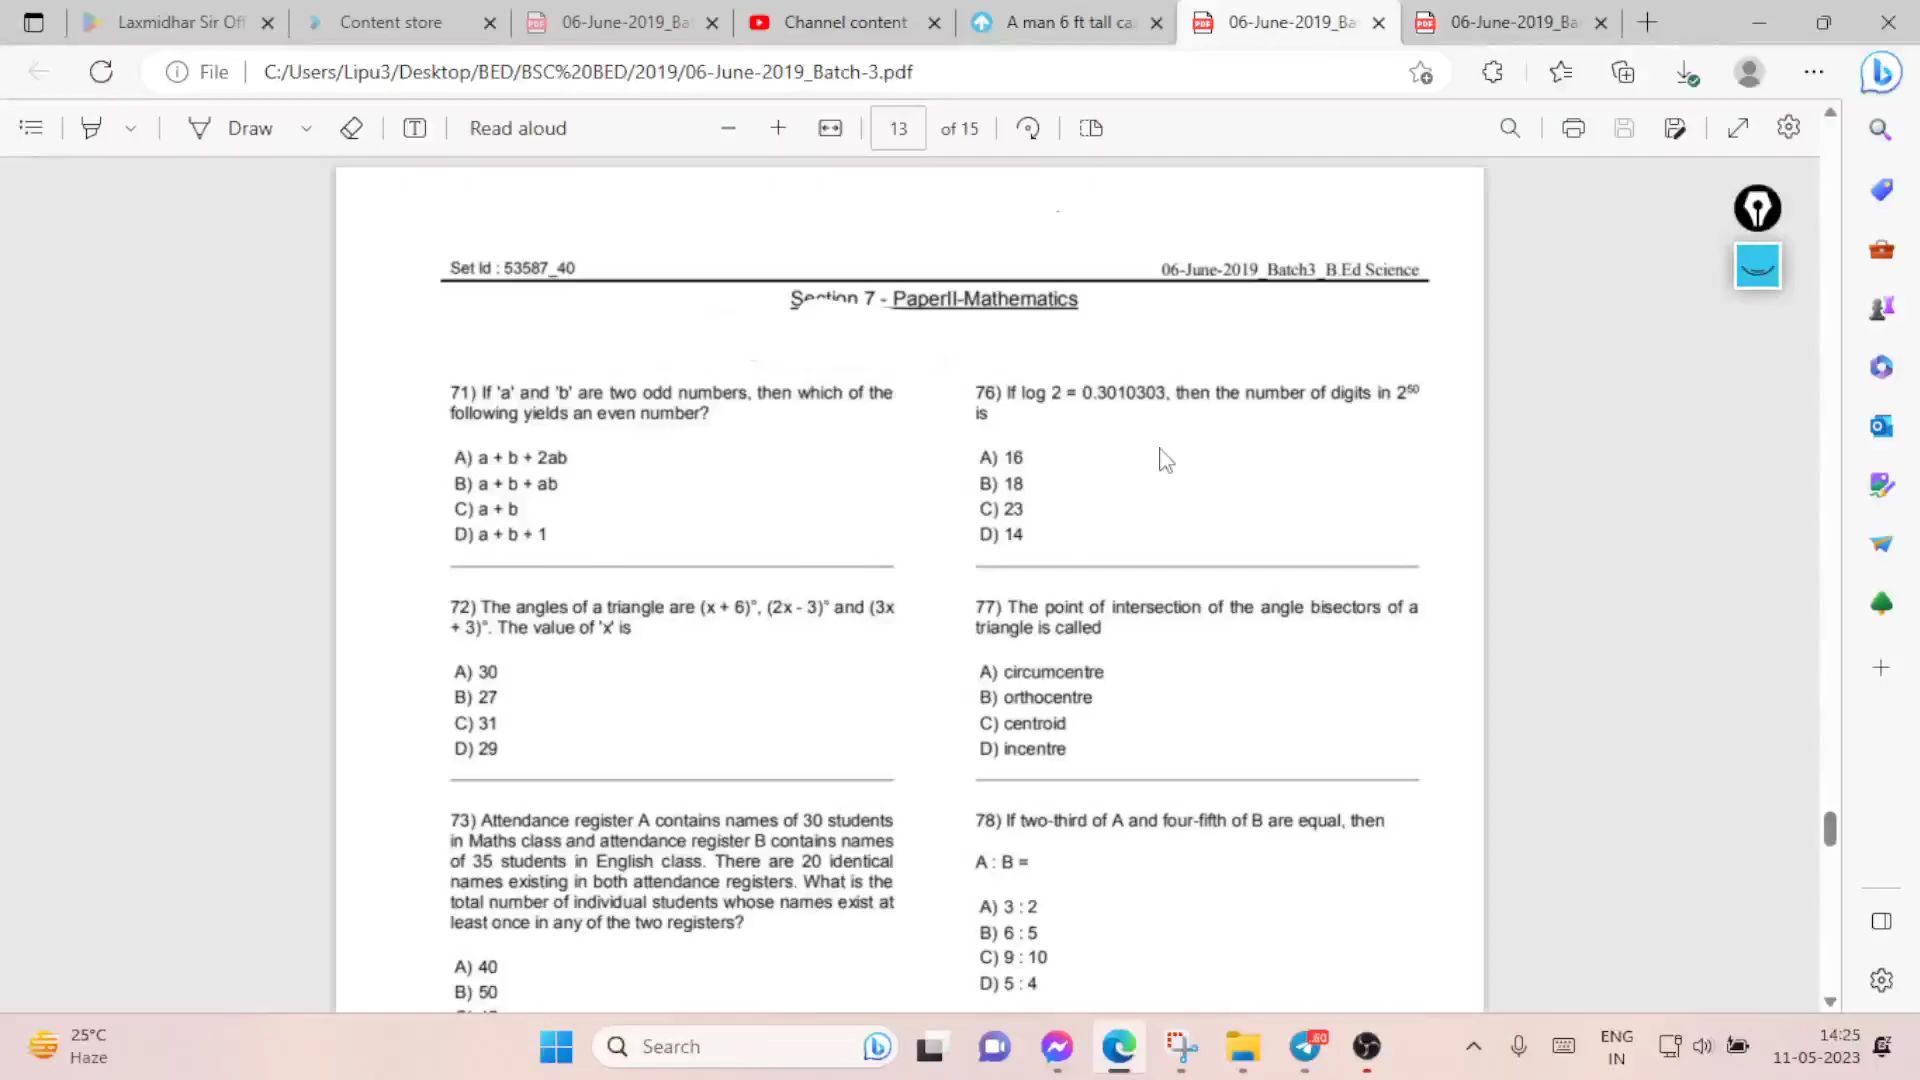 Laxmidhar Sir Off
Content store
06-June-2019_Bat
Channel content
A man 6 ft tall ca
06-June-2019_Ba
06-June-2019_Ba
File
C:/Users/Lipu3/Desktop/BED/BSC%20BED/2019/06-June-2019_Batch-3.pdf
Draw
Read aloud
13
of 15
Set Id : 53587_40
06-June-2019_Batch3_B.Ed Science
Section 7 - PaperII-Mathematics
71) If 'a' and 'b' are two odd numbers, then which of the
following yields an even number?
A) a + b + 2ab
B) a + b + ab
C) a + b
D) a + b + 1
72) The angles of a triangle are (x + 6)°, (2x - 3)° and (3x
+ 3)°. The value of 'x' is
A) 30
B) 27
C) 31
D) 29
73) Attendance register A contains names of 30 students
in Maths class and attendance register B contains names
of 35 students in English class. There are 20 identical
names existing in both attendance registers. What is the
total number of individual students whose names exist at
least once in any of the two registers?
A) 40
B) 50
76) If log 2 = 0.3010303, then the number of digits in 2⁵⁰
is
A) 16
B) 18
C) 23
D) 14
77) The point of intersection of the angle bisectors of a
triangle is called
A) circumcentre
B) orthocentre
C) centroid
D) incentre
78) If two-third of A and four-fifth of B are equal, then
A : B =
A) 3 : 2
B) 6 : 5
C) 9 : 10
D) 5 : 4
25°C
Haze
Search
60
ENG
IN
14:25
11-05-2023